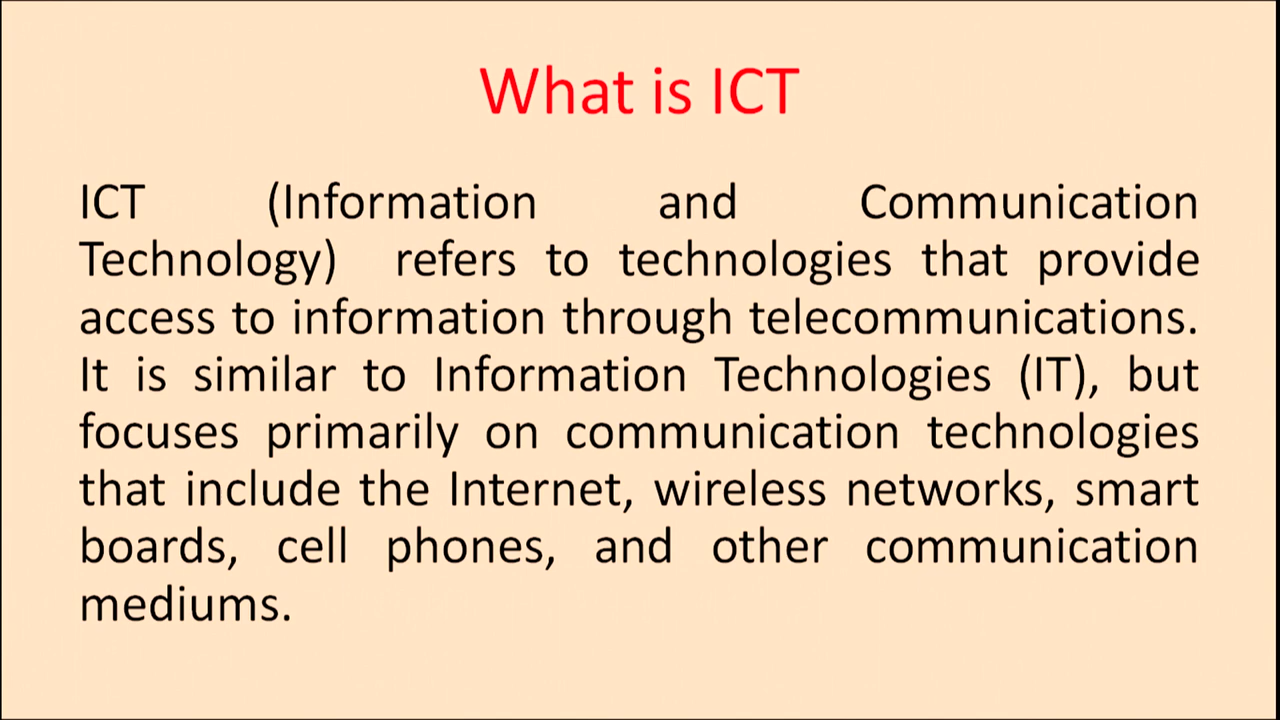 What is ICT
ICT (Information and Communication
Technology) refers to technologies that provide
access to information through telecommunications.
It is similar to Information Technologies (IT), but
focuses primarily on communication technologies
that include the Internet, wireless networks, smart
boards, cell phones, and other communication
mediums.